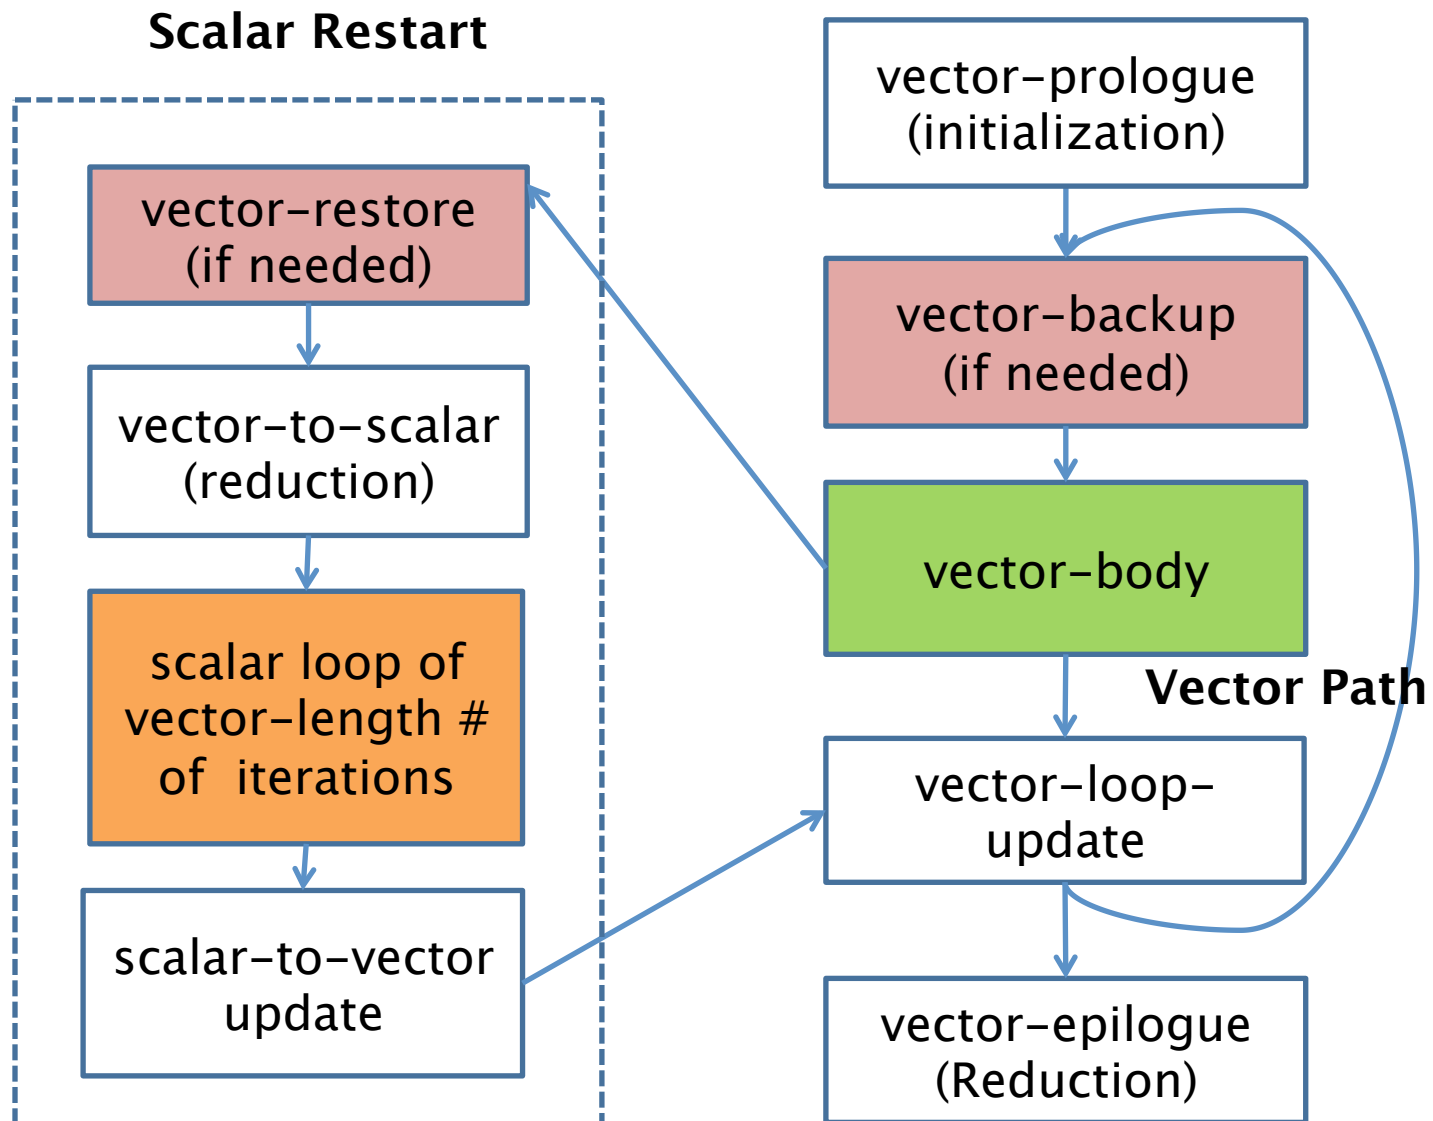 Scalar Restart
vector-restore
(if needed)
vector-to-scalar
(reduction)
scalar loop of
vector-length #
of iterations
scalar-to-vector
update
vector-prologue
(initialization)
vector-backup
(if needed)
vector-body
Vector Path
vector-loop-
update
vector-epilogue
(Reduction)